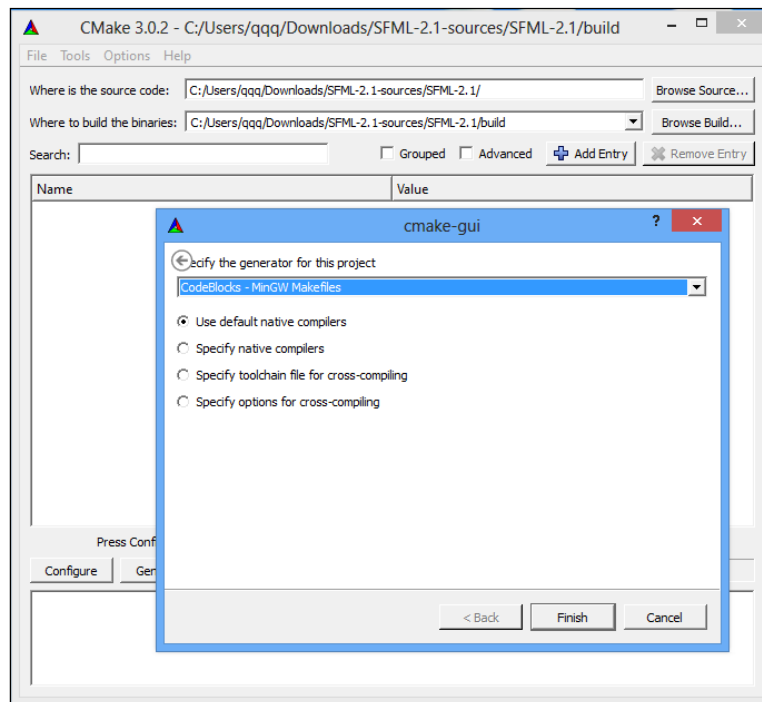 CMake 3.0.2 - C:/Users/qqq/Downloads/SFML-2.1-sources/SFML-2.1/build
File Tools Options Help
Where is the source code: C:/Users/qqq/Downloads/SFML-2.1-sources/SFML-2.1/ Browse Source...
Where to build the binaries: C:/Users/qqq/Downloads/SFML-2.1-sources/SFML-2.1/build Browse Build...
Search: Grouped Advanced Add Entry Remove Entry
Name Value
cmake-gui ?
ecify the generator for this project
CodeBlocks - MinGW Makefiles
Use default native compilers
Specify native compilers
Specify toolchain file for cross-compiling
Specify options for cross-compiling
Press Conf
Configure Gen
< Back Finish Cancel